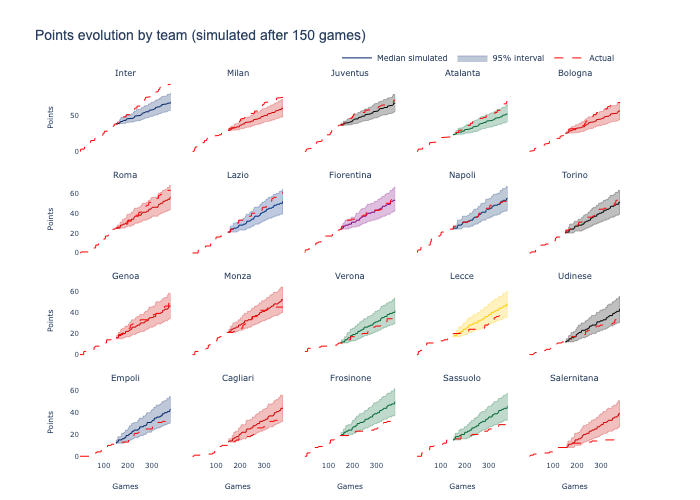 Points evolution by team (simulated after 150 games)
Median simulated 95% interval Actual
Inter Milan Juventus Atalanta Bologna
50
0
Points
Roma Lazio Fiorentina Napoli Torino
60
40
20
0
Points
Genoa Monza Verona Lecce Udinese
60
40
20
0
Points
Empoli Cagliari Frosinone Sassuolo Salernitana
60
40
20
0
Points
100 200 300 100 200 300 100 200 300 100 200 300 100 200 300
Games Games Games Games Games